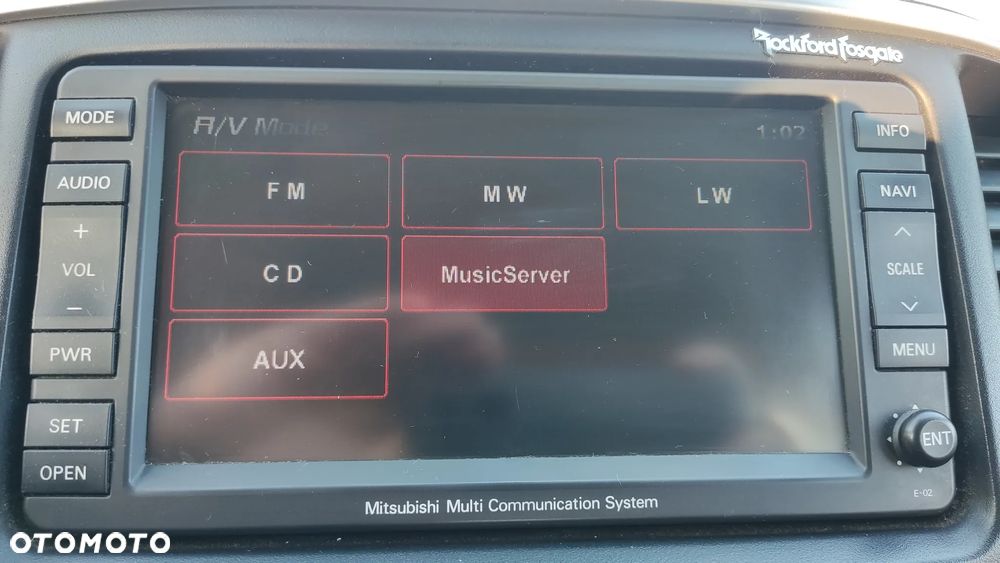 Rockford Fosgate
MODE
AUDIO
+
VOL
−
PWR
SET
OPEN
A/V Mode
1:02
FM
MW
LW
CD
MusicServer
AUX
INFO
NAVI
SCALE
MENU
ENT
E-02
Mitsubishi Multi Communication System
OTOMOTO